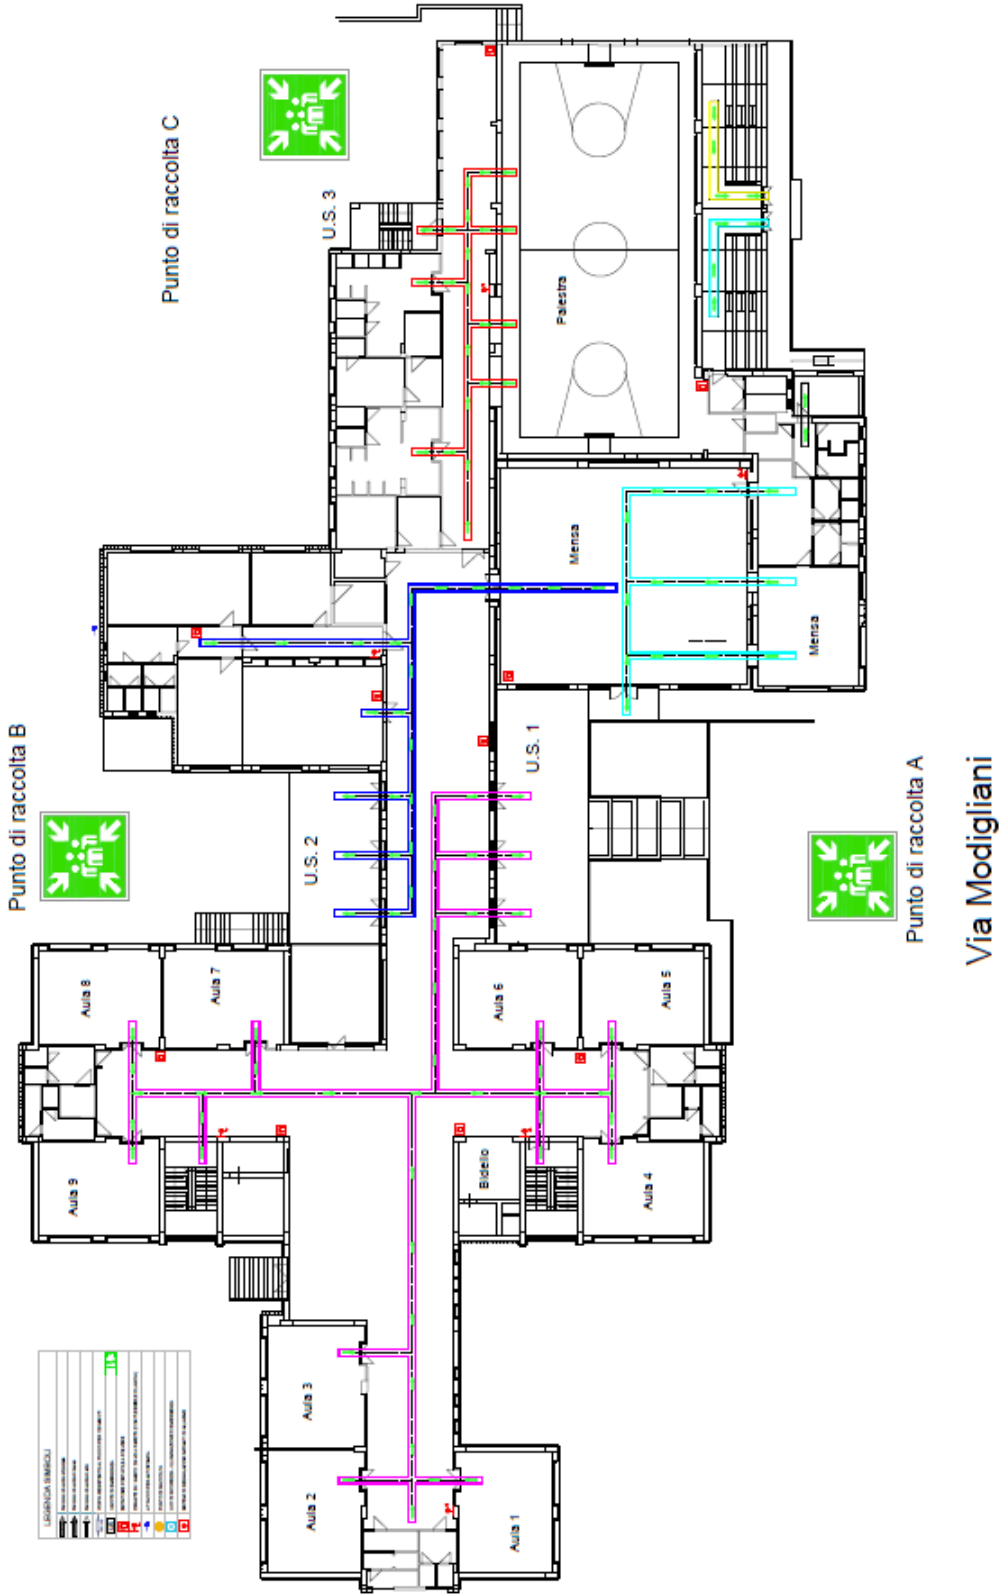 Punto di raccolta B
Punto di raccolta C
LEGENDA SIMBOLI
Aula 8
Aula 9
Aula 7
U.S. 2
U.S. 3
Aula 3
Aula 2
Aula 6
Bidello
Aula 1
U.S. 1
Mensa
Palestra
Aula 5
Aula 4
Mensa
Punto di raccolta A
Via Modigliani